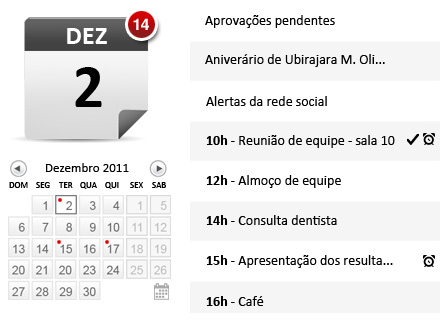 14
DEZ
2
Dezembro 2011
DOM SEG TER QUA QUI SEX SAB
1 2 3 4 1 5
6 7 8 9 10 11 12
13 14 15 16 17 18 19
20 20 21 22 23 25 26
27 28 29 30
Aprovações pendentes
Aniverário de Ubirajara M. Oli...
Alertas da rede social
10h - Reunião de equipe - sala 10
12h - Almoço de equipe
14h - Consulta dentista
15h - Apresentação dos resulta...
16h - Café